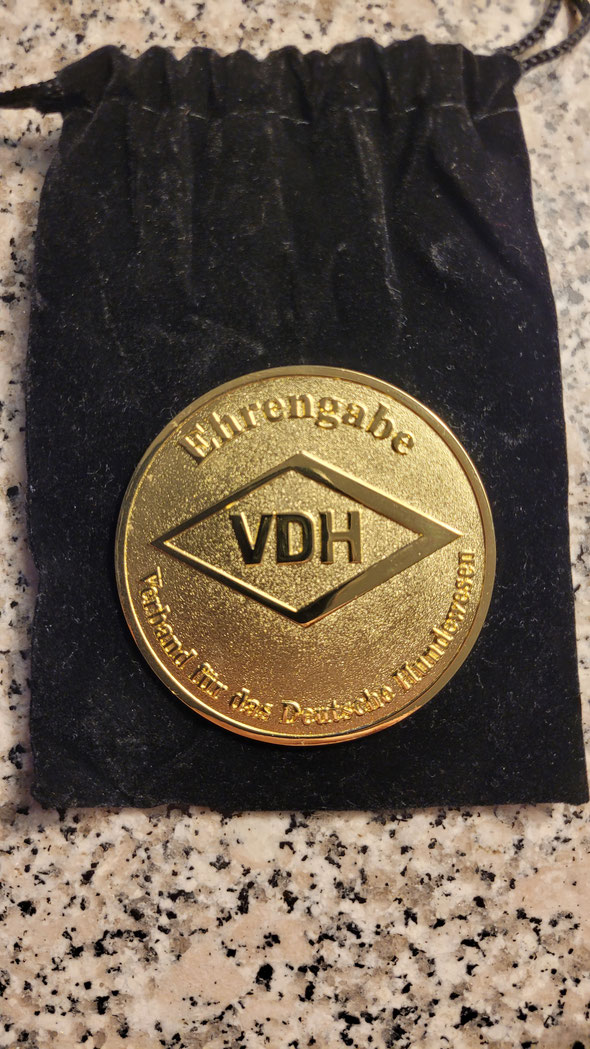 Ehrengabe
VDH
Verband für das Deutsche Hundewesen